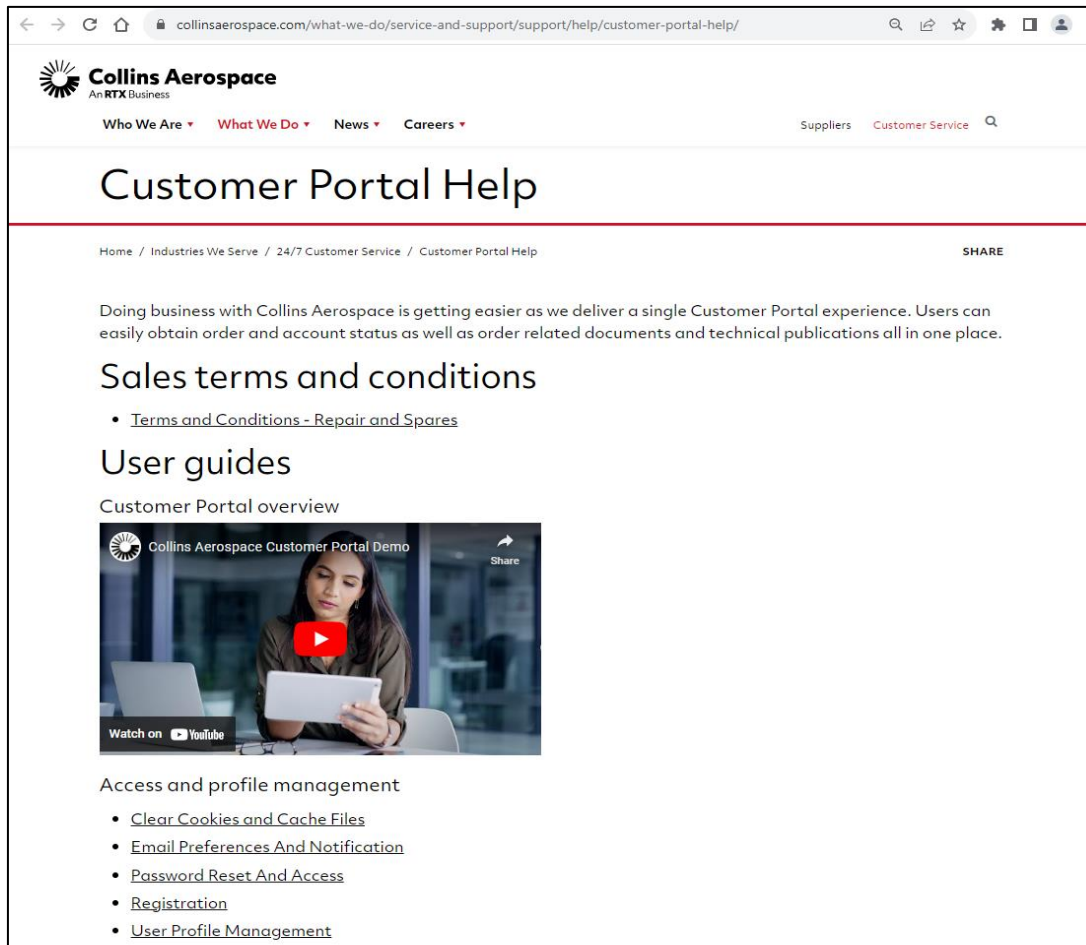 collinsaerospace.com/what-we-do/service-and-support/support/help/customer-portal-help/
Collins Aerospace
An RTX Business
Who We Are What We Do News Careers
Suppliers Customer Service
Customer Portal Help
Home / Industries We Serve / 24/7 Customer Service / Customer Portal Help
SHARE
Doing business with Collins Aerospace is getting easier as we deliver a single Customer Portal experience. Users can
easily obtain order and account status as well as order related documents and technical publications all in one place.
Sales terms and conditions
• Terms and Conditions - Repair and Spares
User guides
Customer Portal overview
Collins Aerospace Customer Portal Demo
Share
Watch on YouTube
Access and profile management
• Clear Cookies and Cache Files
• Email Preferences And Notification
• Password Reset And Access
• Registration
• User Profile Management